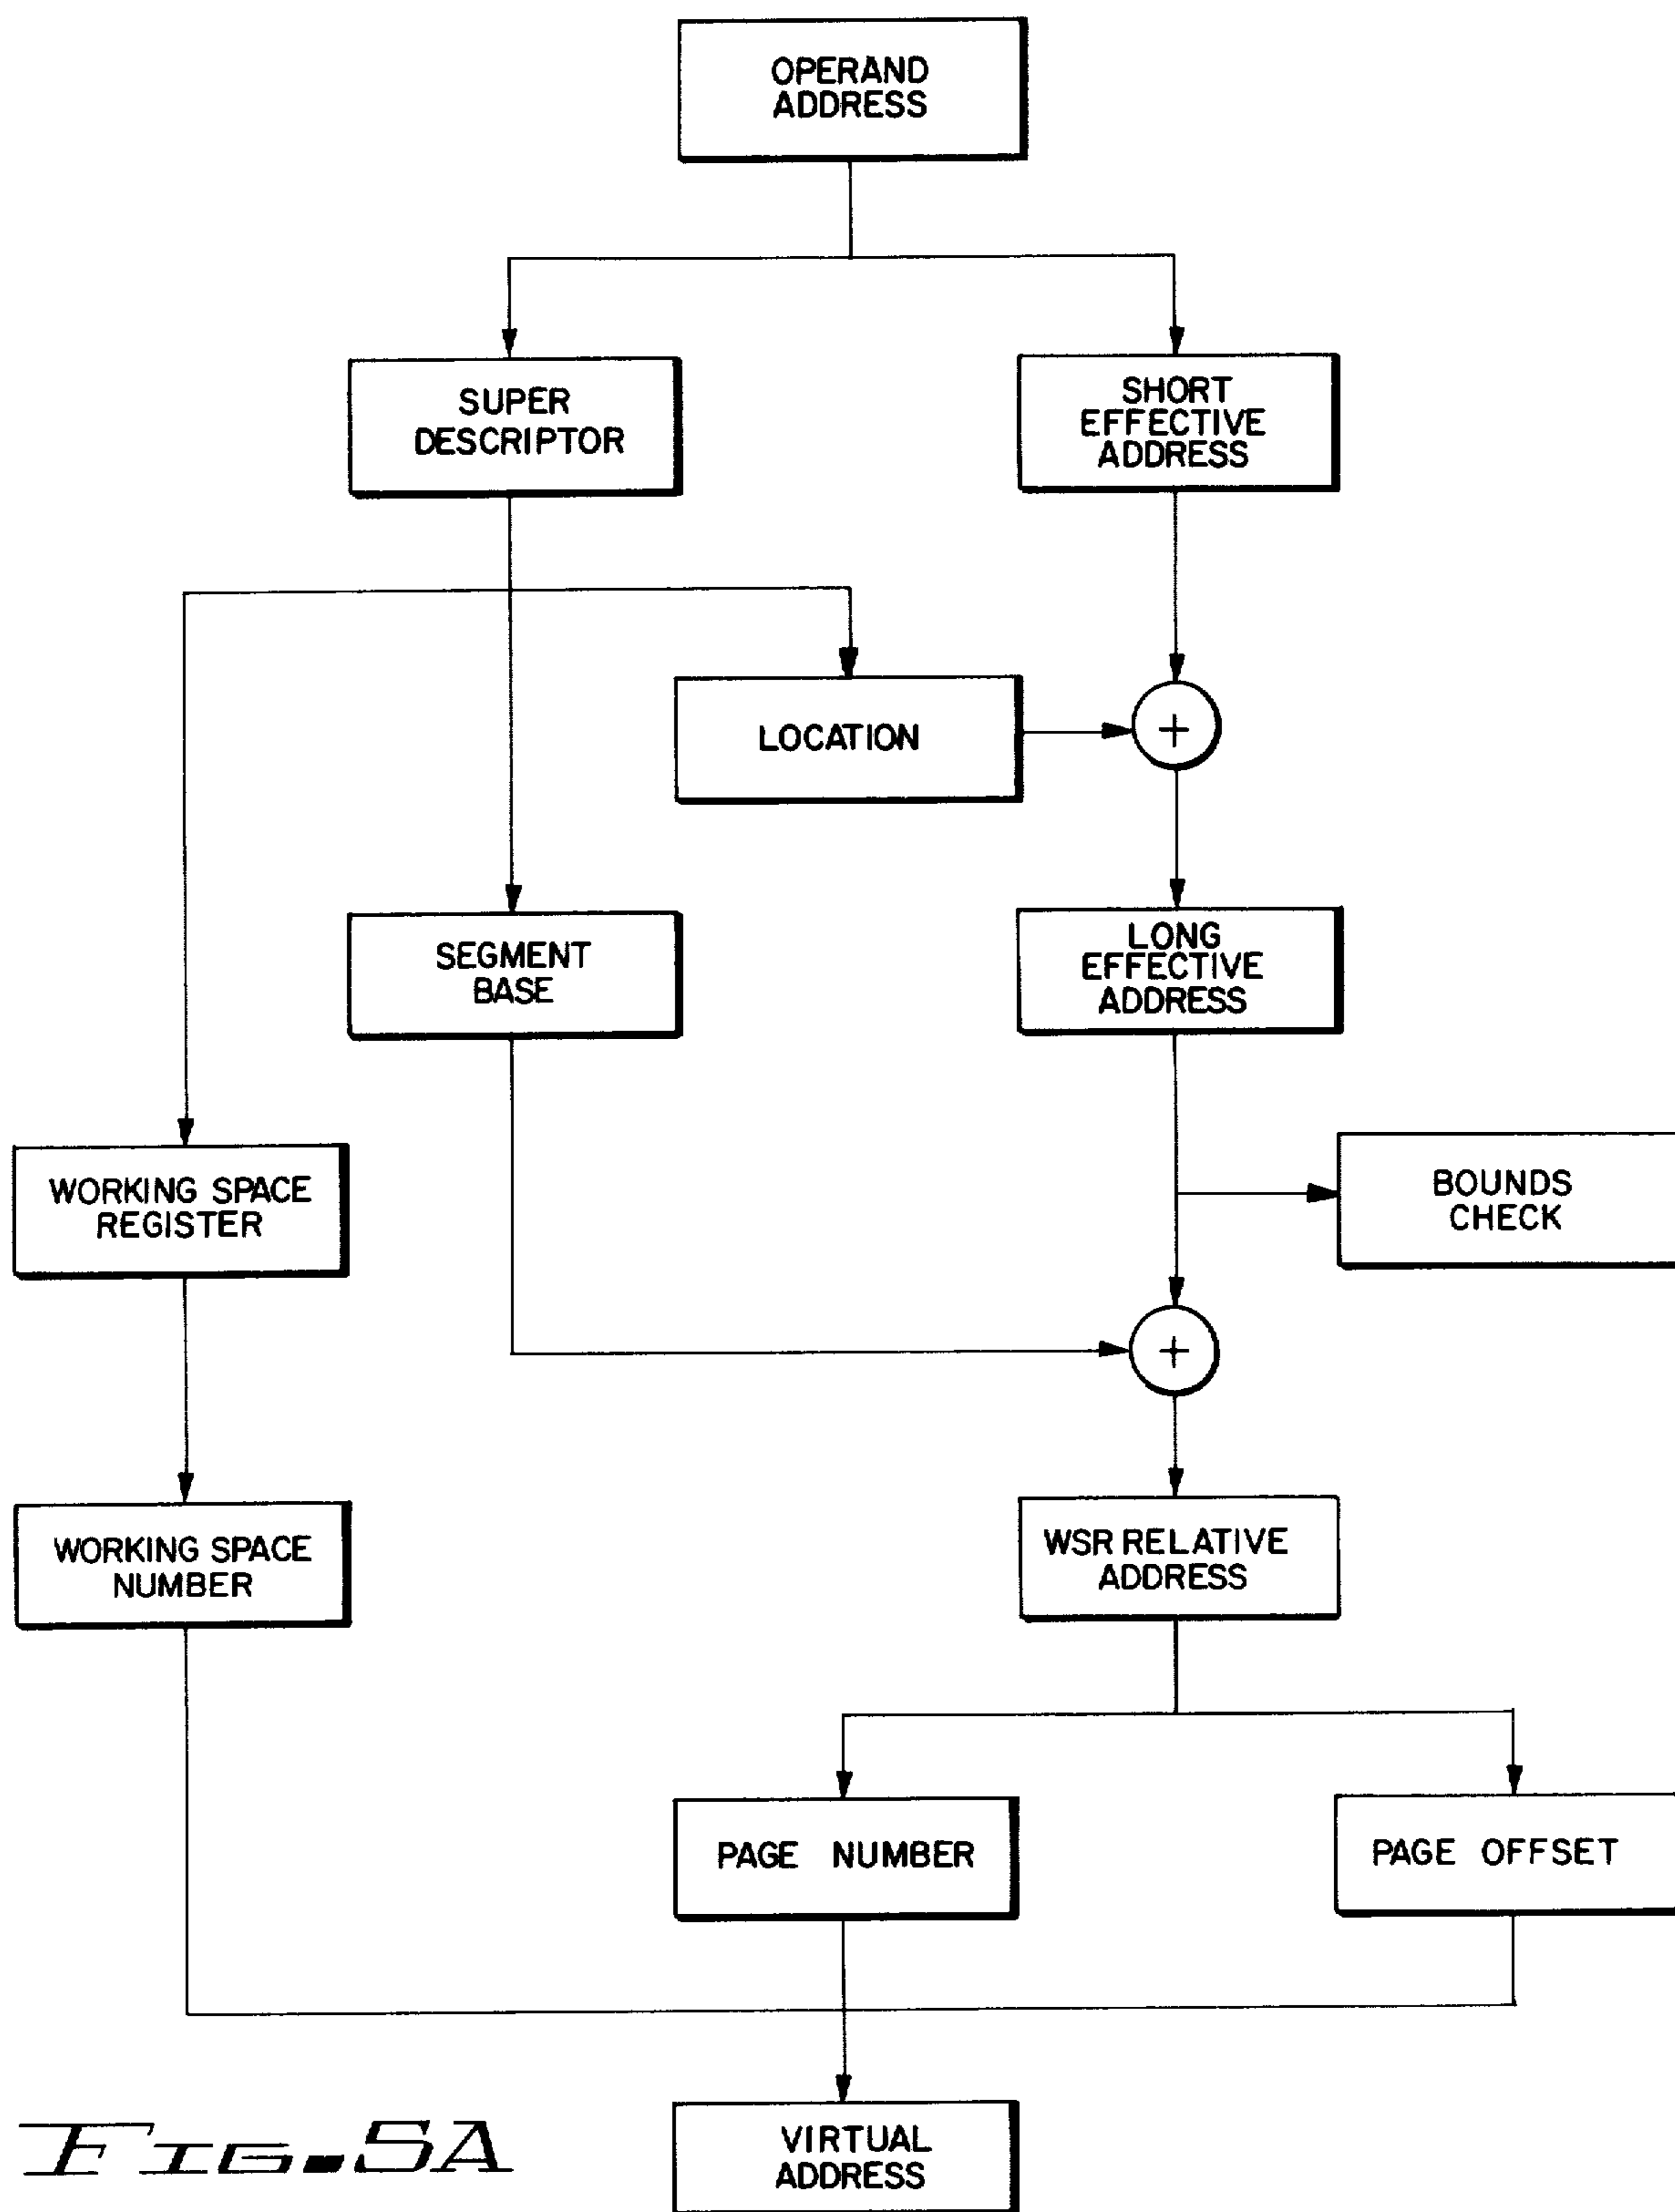 OPERAND
ADDRESS
SUPER
DESCRIPTOR
SHORT
EFFECTIVE
ADDRESS
LOCATION
+
SEGMENT
BASE
LONG
EFFECTIVE
ADDRESS
WORKING SPACE
REGISTER
BOUNDS
CHECK
+
WORKING SPACE
NUMBER
WSR RELATIVE
ADDRESS
PAGE NUMBER
PAGE OFFSET
VIRTUAL
ADDRESS
FIG. 5A